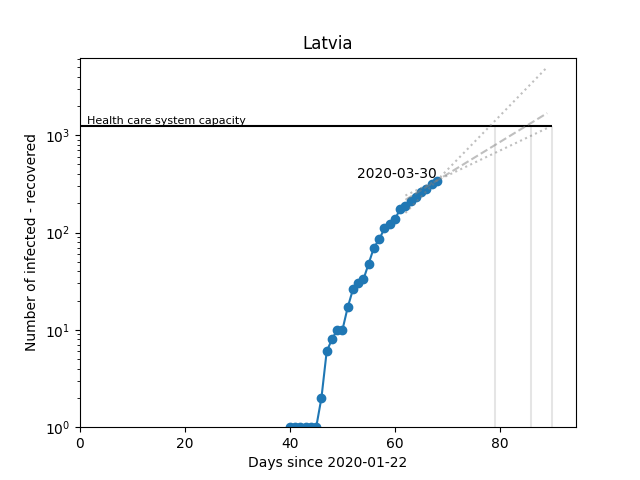 Latvia
Number of infected - recovered
10³
10²
10¹
10⁰
Health care system capacity
2020-03-30
0 20 40 60 80
Days since 2020-01-22